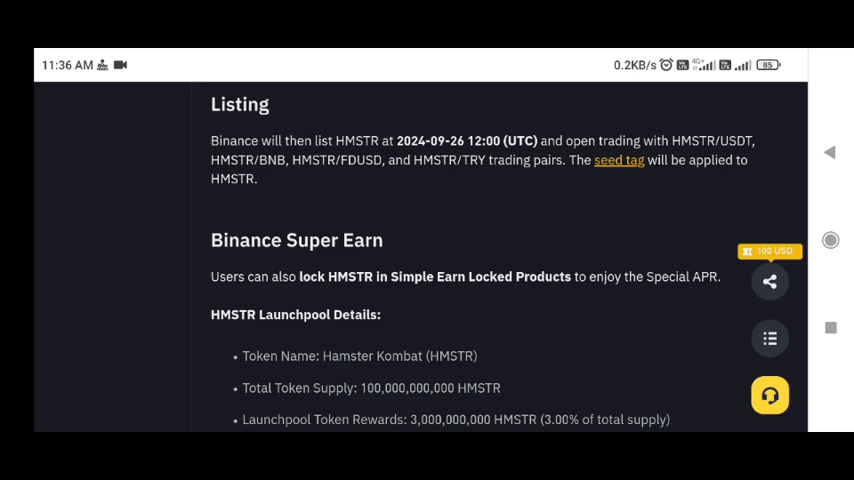 11:36 AM
0.2KB/s 4G 85
Listing
Binance will then list HMSTR at 2024-09-26 12:00 (UTC) and open trading with HMSTR/USDT,
HMSTR/BNB, HMSTR/FDUSD, and HMSTR/TRY trading pairs. The seed tag will be applied to
HMSTR.
Binance Super Earn
100 USD
Users can also lock HMSTR in Simple Earn Locked Products to enjoy the Special APR.
HMSTR Launchpool Details:
• Token Name: Hamster Kombat (HMSTR)
• Total Token Supply: 100,000,000,000 HMSTR
• Launchpool Token Rewards: 3,000,000,000 HMSTR (3.00% of total supply)